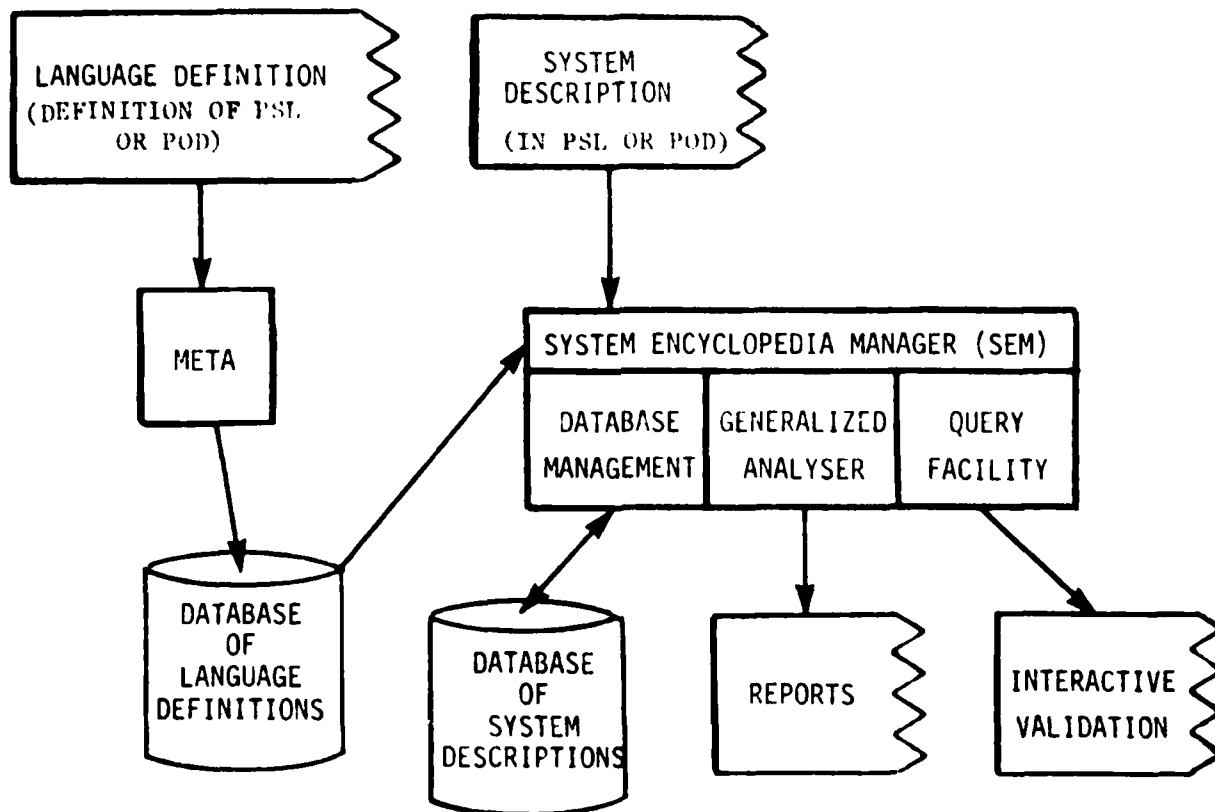 LANGUAGE DEFINITION
(DEFINITION OF PSL
OR POD)
SYSTEM
DESCRIPTION
(IN PSL OR POD)
META
SYSTEM ENCYCLOPEDIA MANAGER (SEM)
DATABASE
MANAGEMENT
GENERALIZED
ANALYSER
QUERY
FACILITY
DATABASE
OF
LANGUAGE
DEFINITIONS
DATABASE
OF
SYSTEM
DESCRIPTIONS
REPORTS
INTERACTIVE
VALIDATION